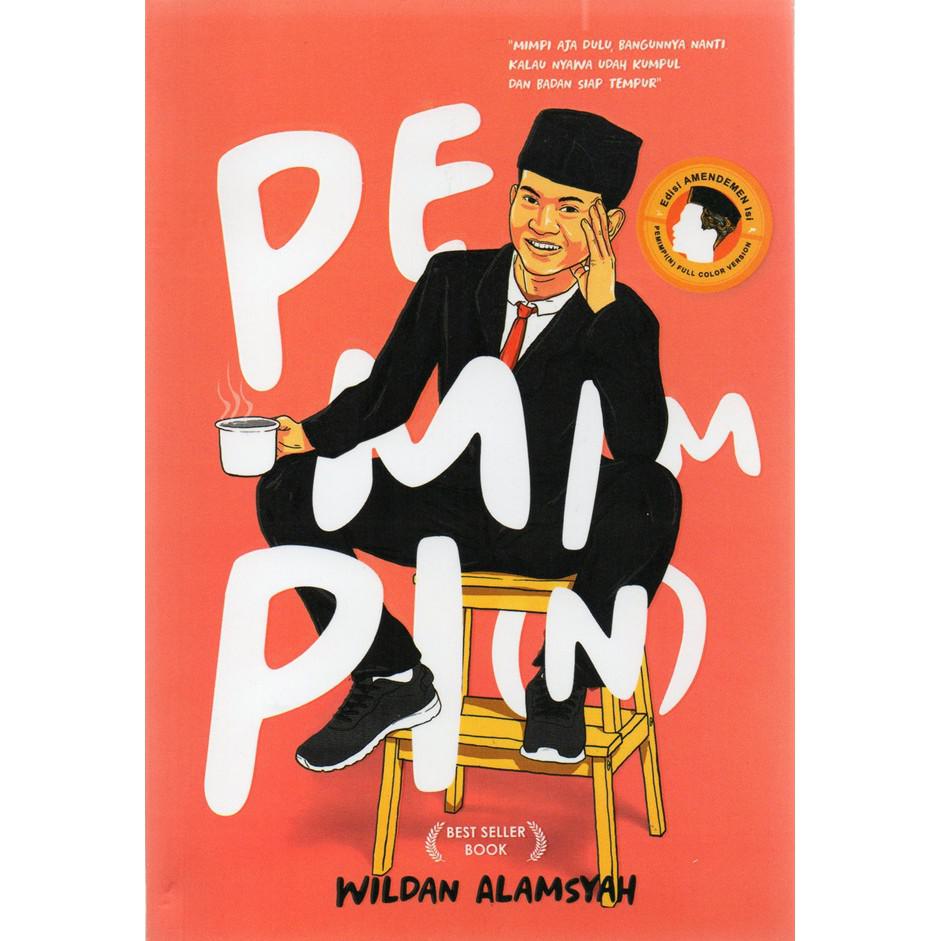 "MIMPI AJA DULU, BANGUNNYA NANTI
KALAU NYAWA UDAH KUMPUL
DAN BADAN SIAP TEMPUR"
PE
MIM
PI(N)
Edisi AMENDEMEN Isi
PEMIMPI(N) FULL COLOR VERSION
BEST SELLER
BOOK
WILDAN ALAMSYAH